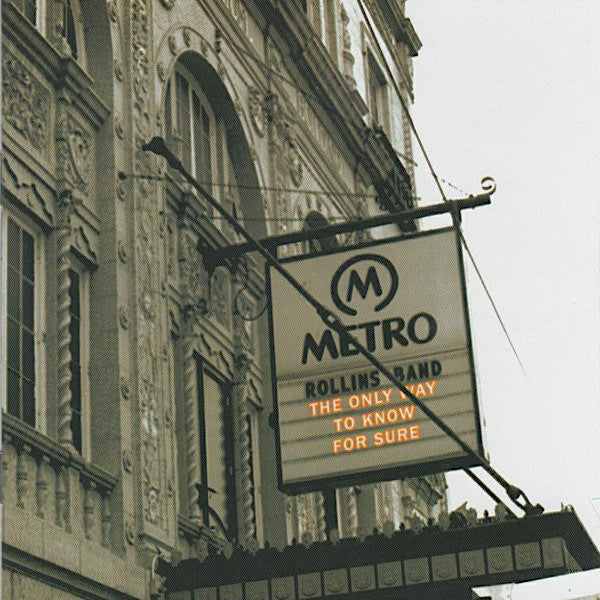 M
METRO
ROLLINS BAND
THE ONLY WAY
TO KNOW
FOR SURE